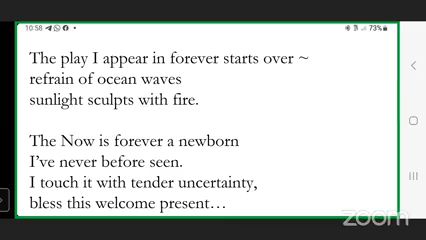 10:58
73%
The play I appear in forever starts over ~
refrain of ocean waves
sunlight sculpts with fire.
The Now is forever a newborn
I’ve never before seen.
I touch it with tender uncertainty,
bless this welcome present…
zoom